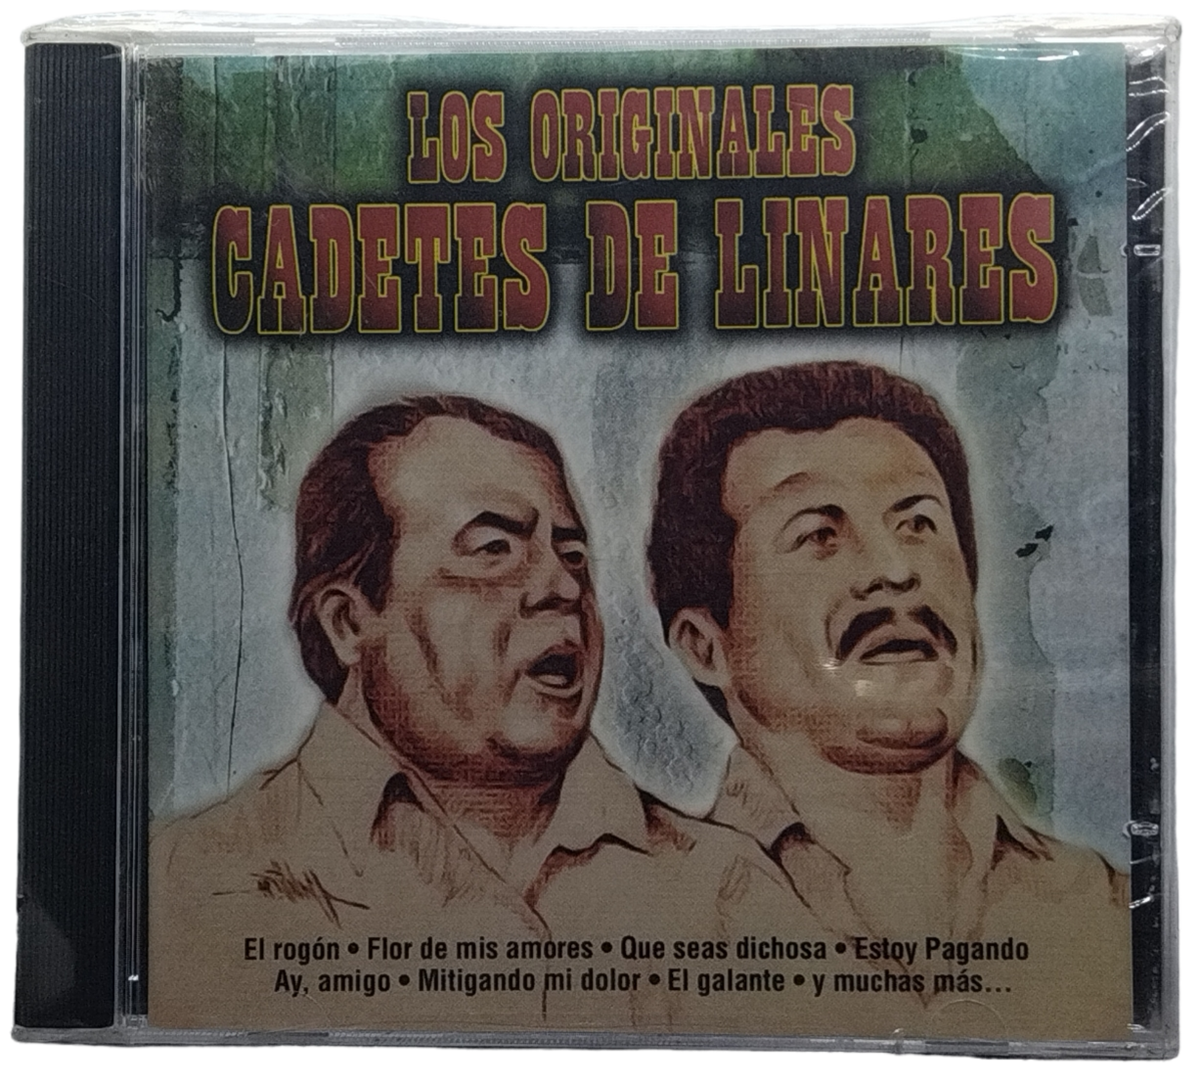 LOS ORIGINALES
CADETES DE LINARES
El rogón • Flor de mis amores • Que seas dichosa • Estoy Pagando
Ay, amigo • Mitigando mi dolor • El galante • y muchas más...